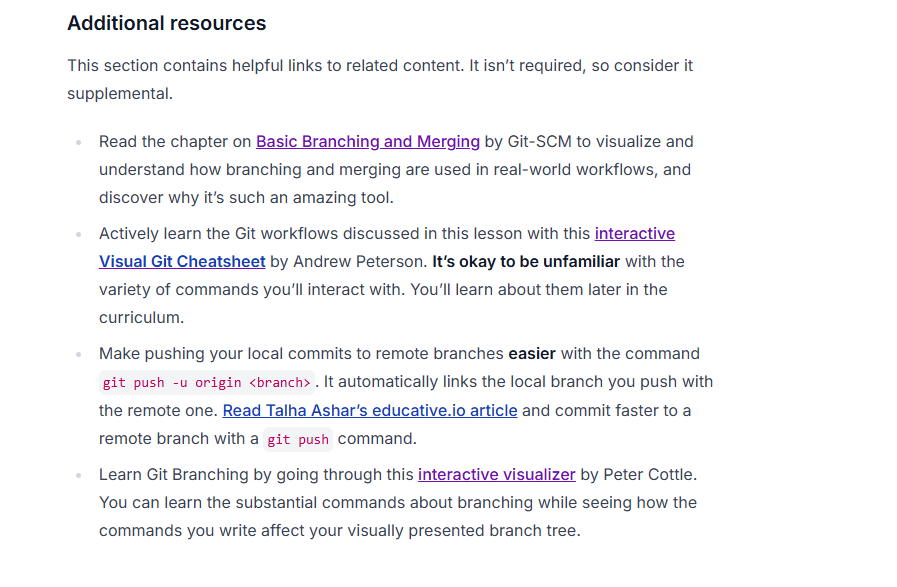 Additional resources
This section contains helpful links to related content. It isn’t required, so consider it
supplemental.
Read the chapter on Basic Branching and Merging by Git-SCM to visualize and
understand how branching and merging are used in real-world workflows, and
discover why it’s such an amazing tool.
Actively learn the Git workflows discussed in this lesson with this interactive
Visual Git Cheatsheet by Andrew Peterson. It’s okay to be unfamiliar with the
variety of commands you’ll interact with. You’ll learn about them later in the
curriculum.
Make pushing your local commits to remote branches easier with the command
git push -u origin <branch>. It automatically links the local branch you push with
the remote one. Read Talha Ashar’s educative.io article and commit faster to a
remote branch with a git push command.
Learn Git Branching by going through this interactive visualizer by Peter Cottle.
You can learn the substantial commands about branching while seeing how the
commands you write affect your visually presented branch tree.